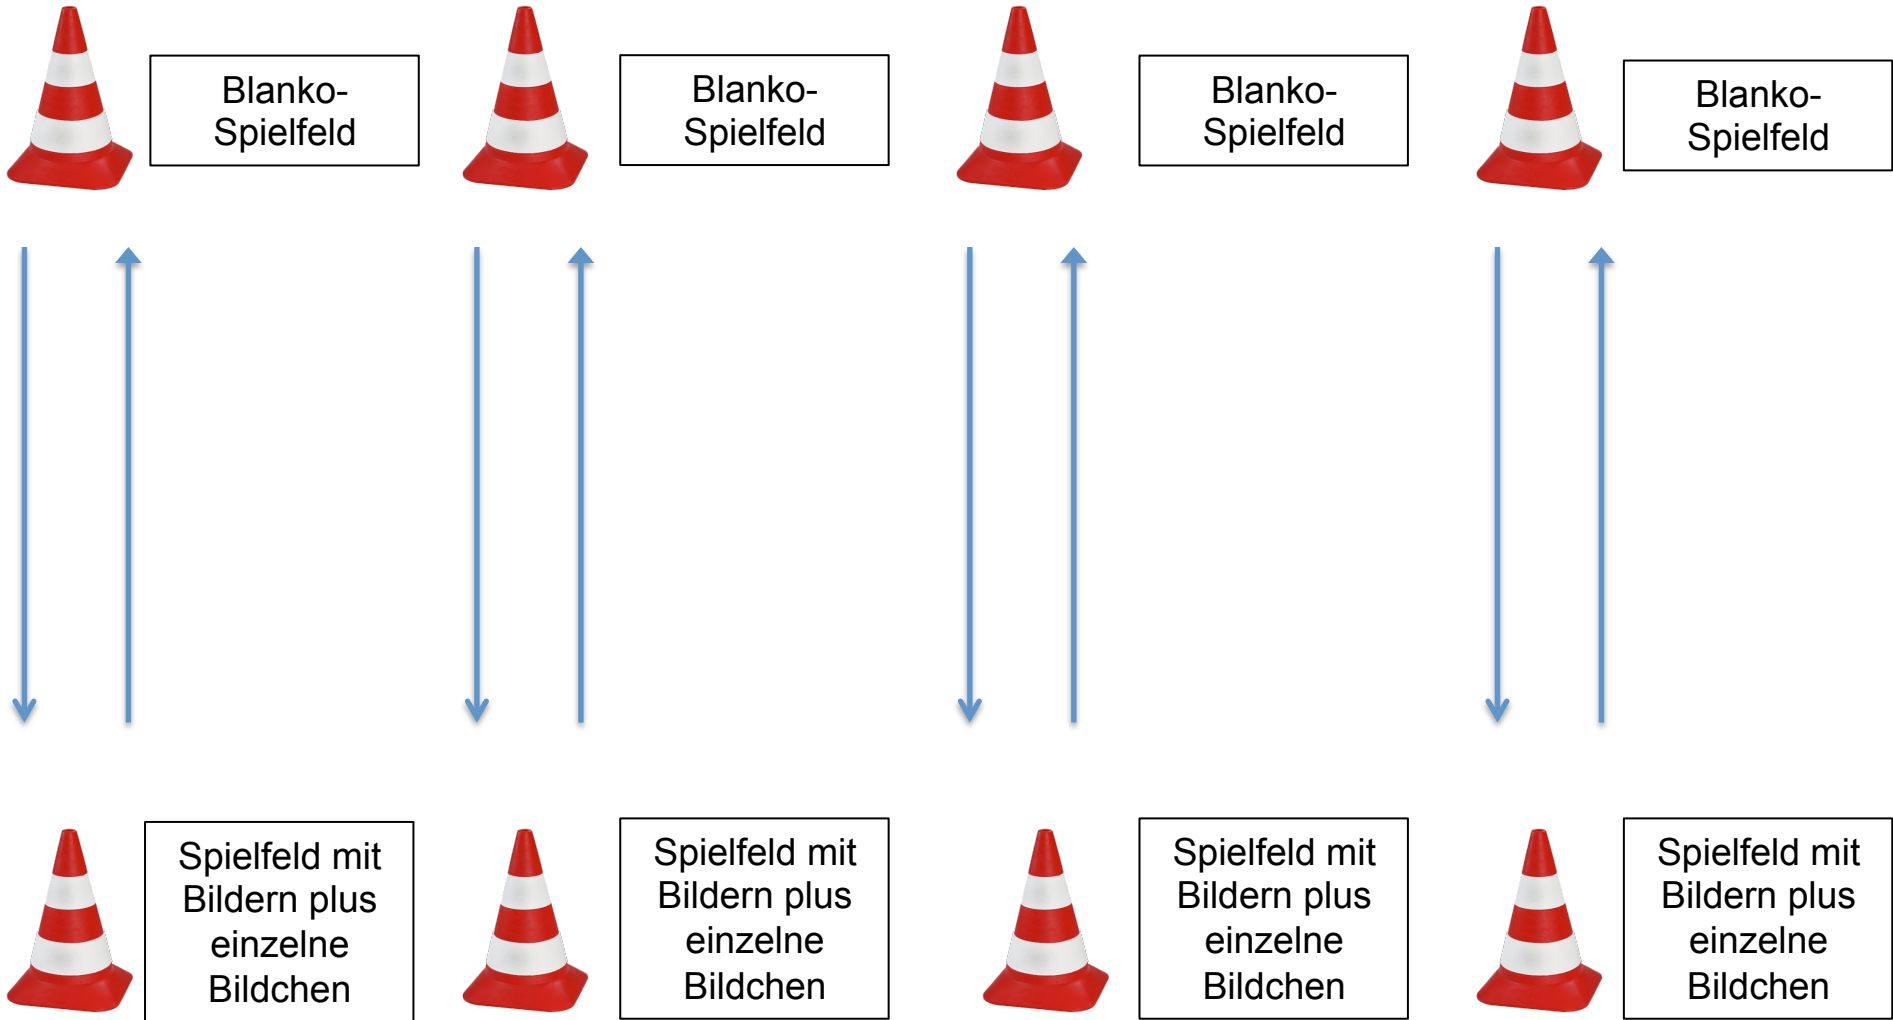 Blanko-
Spielfeld
Blanko-
Spielfeld
Blanko-
Spielfeld
Blanko-
Spielfeld
Spielfeld mit
Bildern plus
einzelne
Bildchen
Spielfeld mit
Bildern plus
einzelne
Bildchen
Spielfeld mit
Bildern plus
einzelne
Bildchen
Spielfeld mit
Bildern plus
einzelne
Bildchen